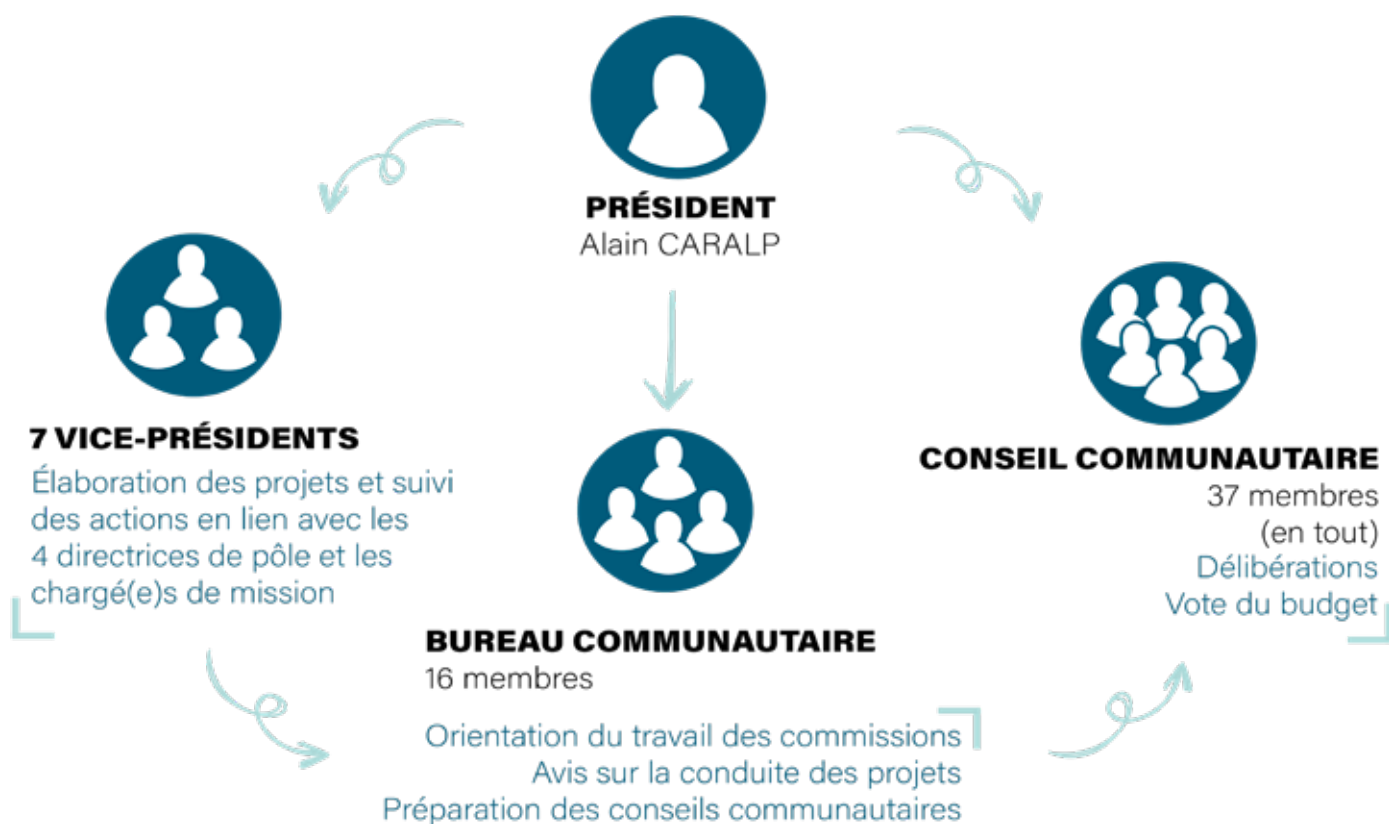 PRÉSIDENT
Alain CARALP
7 VICE-PRÉSIDENTS
Élaboration des projets et suivi
des actions en lien avec les
4 directrices de pôle et les
chargé(e)s de mission
BUREAU COMMUNAUTAIRE
16 membres
Orientation du travail des commissions
Avis sur la conduite des projets
Préparation des conseils communautaires
CONSEIL COMMUNAUTAIRE
37 membres
(en tout)
Délibérations
Vote du budget